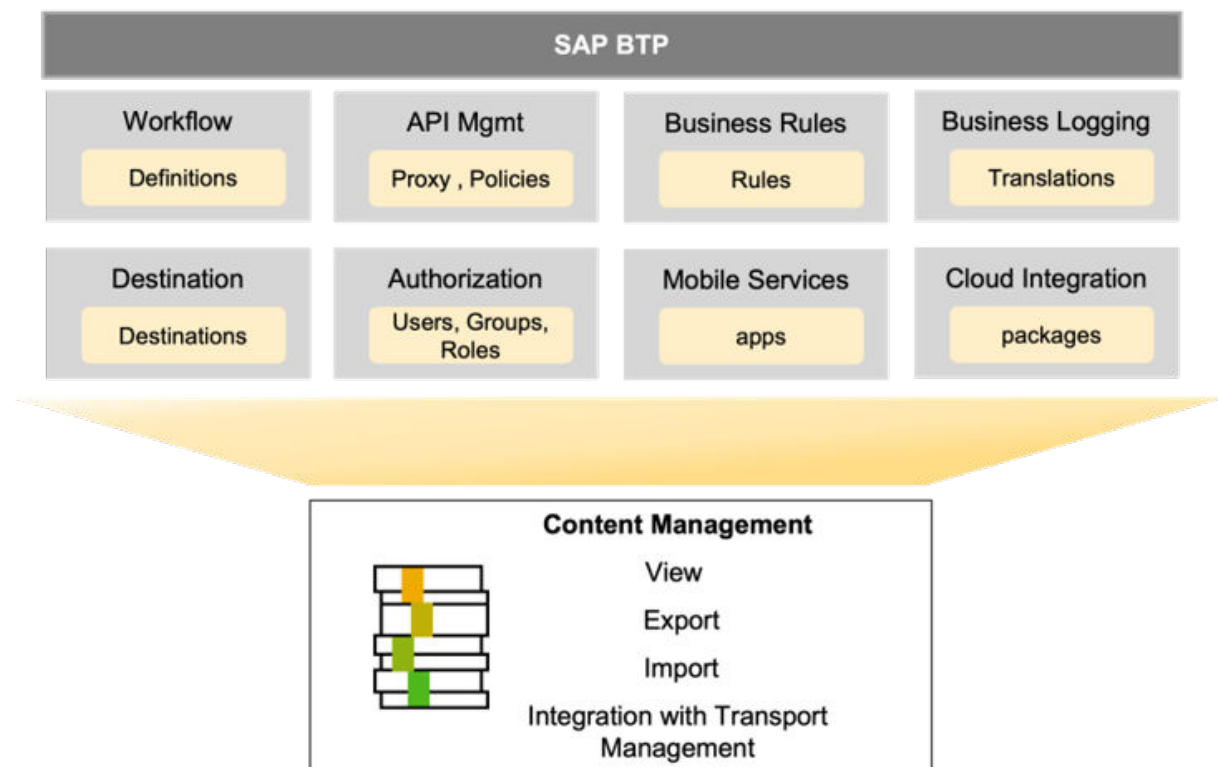 SAP BTP
Workflow
Definitions
API Mgmt
Proxy , Policies
Business Rules
Rules
Business Logging
Translations
Destination
Destinations
Authorization
Users, Groups,
Roles
Mobile Services
apps
Cloud Integration
packages
Content Management
View
Export
Import
Integration with Transport
Management